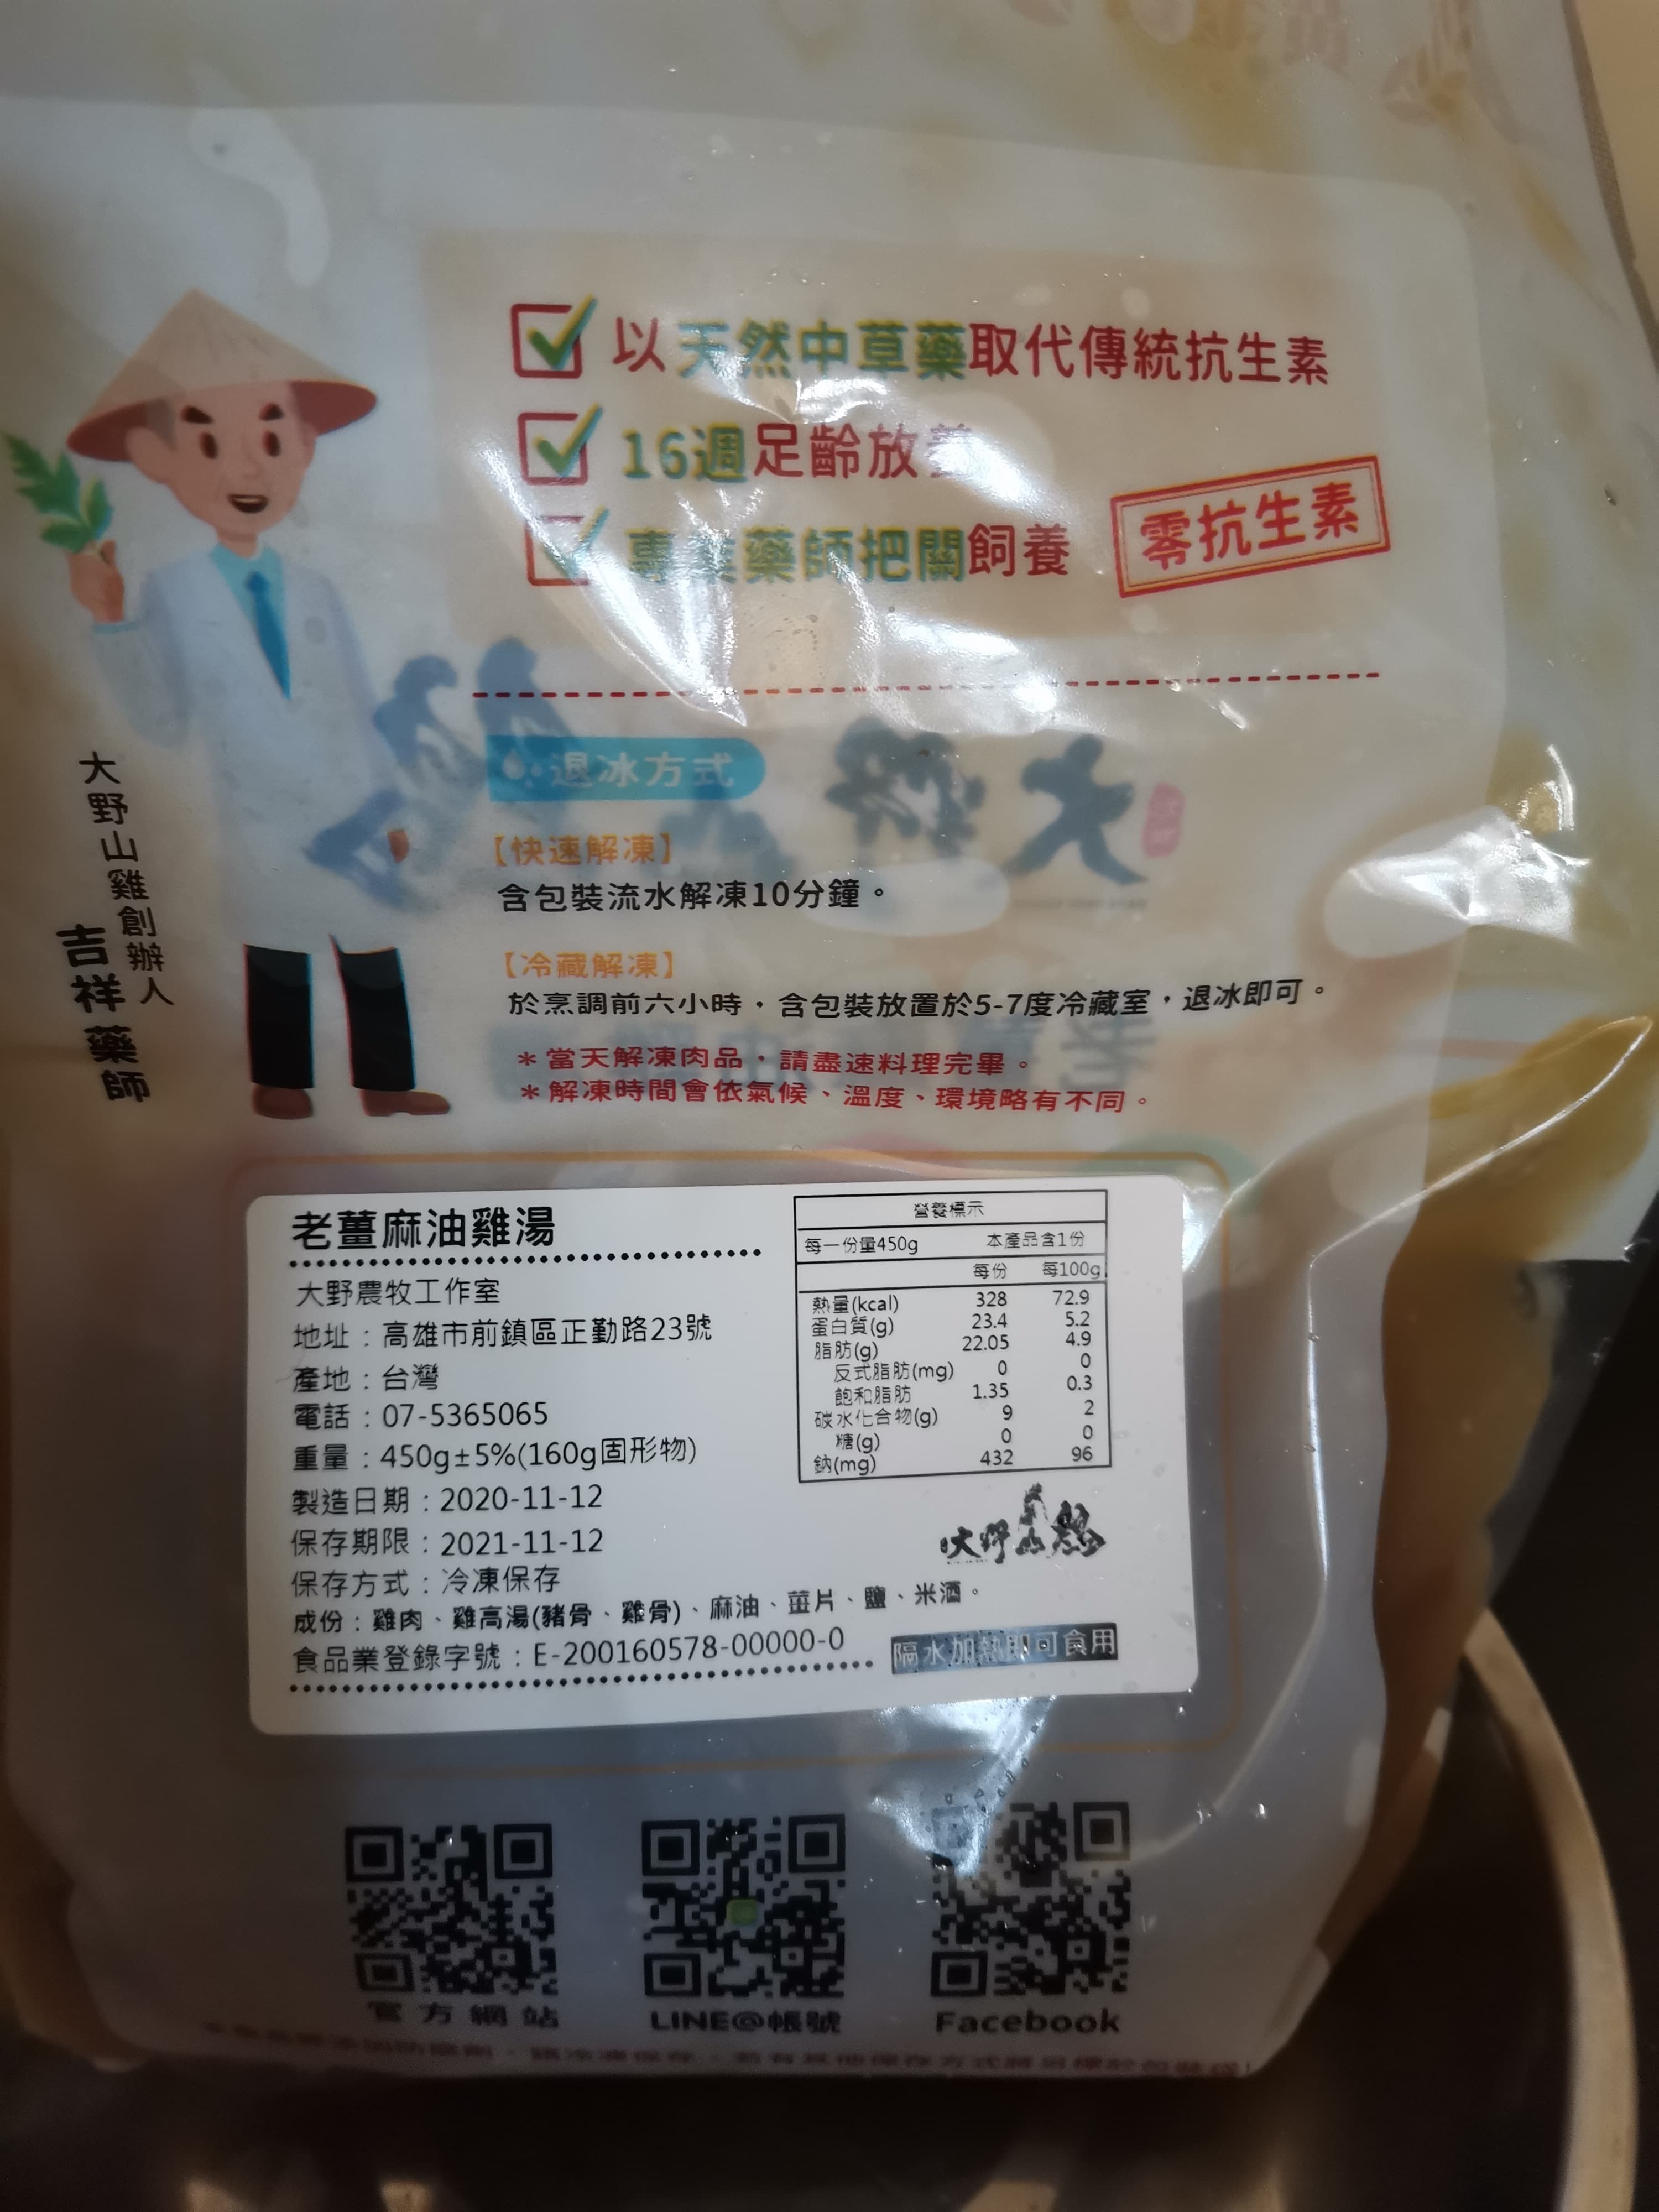 以天然中草藥取代傳統抗生素
16週足齡放養
專業藥師把關飼養
零抗生素
大野山雞創辦人
吉祥藥師
退冰方式
【快速解凍】
含包裝流水解凍10分鐘。
【冷藏解凍】
於烹調前六小時,含包裝放置於5-7度冷藏室,退冰即可。
*當天解凍肉品,請盡速料理完畢。
*解凍時間會依氣候、溫度、環境略有不同。
老薑麻油雞湯
大野農牧工作室
地址:高雄市前鎮區正勤路23號
產地:台灣
電話:07-5365065
重量:450g±5%(160g固形物)
製造日期:2020-11-12
保存期限:2021-11-12
保存方式:冷凍保存
成份:雞肉、雞高湯(豬骨、雞骨)、麻油、薑片、鹽、米酒。
食品業登錄字號:E-200160578-00000-0
營養標示
每一份量450g 本產品含1份
每份 每100g
熱量(kcal) 328 72.9
蛋白質(g) 23.4 5.2
脂肪(g) 22.05 4.9
反式脂肪(mg) 0 0
飽和脂肪 1.35 0.3
碳水化合物(g) 9 2
糖(g) 0 0
鈉(mg) 432 96
大野山雞
隔水加熱即可食用
官方網站
LINE@帳號
Facebook